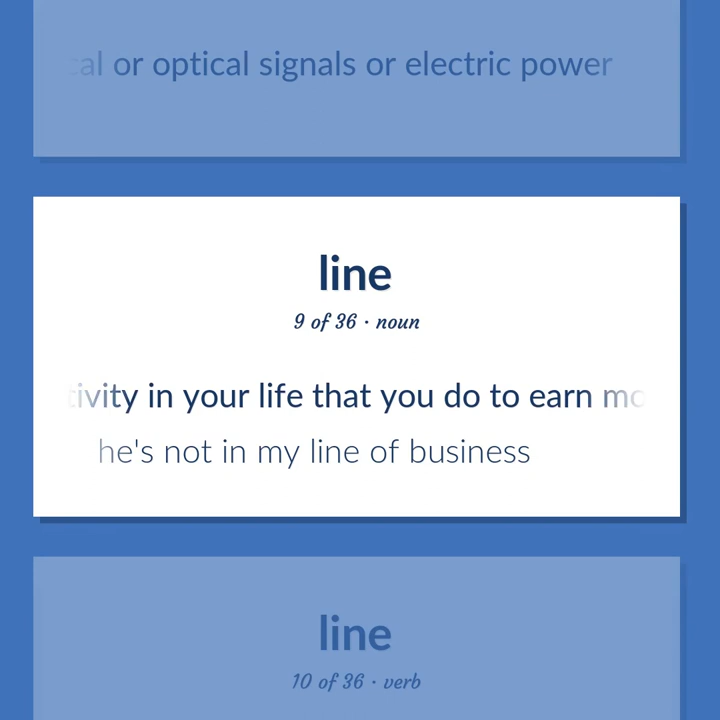 or optical signals or electric power
line
9 of 36 · noun
in your life that you do to earn
he's not in my line of business
line
10 of 36 · verb